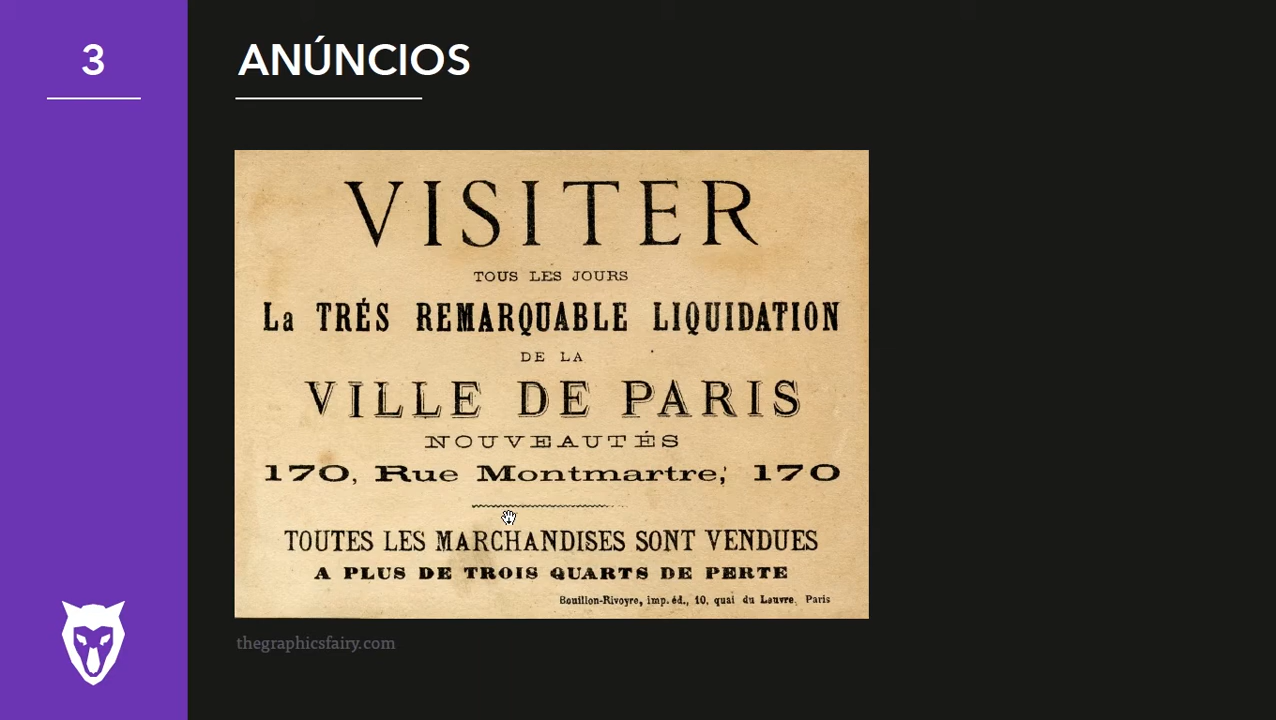 3
ANÚNCIOS
VISITER
TOUS LES JOURS
La TRÉS REMARQUABLE LIQUIDATION
DE LA
VILLE DE PARIS
NOUVEAUTÉS
170, Rue Montmartre, 170
TOUTES LES MARCHANDISES SONT VENDUES
A PLUS DE TROIS QUARTS DE PERTE
Bouillon-Rivoyre, imp. éd., 10, quai du Louvre. Paris
thegraphicsfairy.com